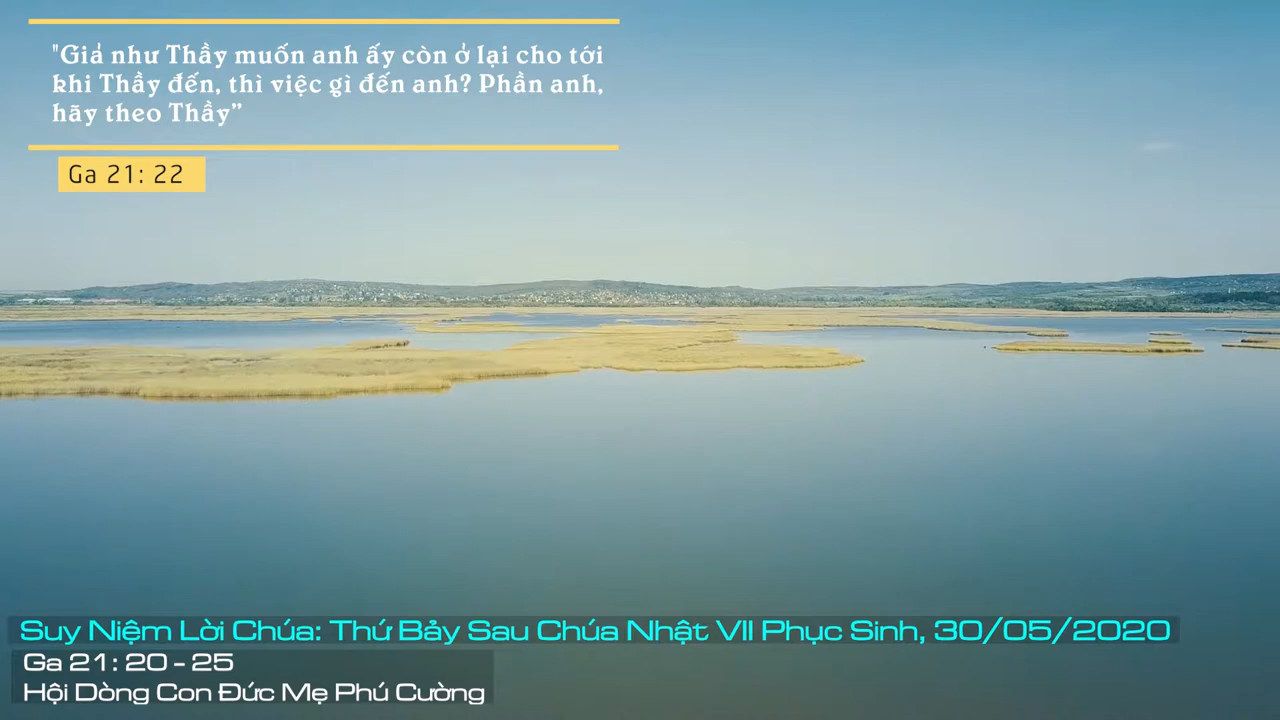 "Giả như Thầy muốn anh ấy còn ở lại cho tới
khi Thầy đến, thì việc gì đến anh? Phần anh,
hãy theo Thầy”
Ga 21: 22
Suy Niệm Lời Chúa: Thứ Bảy Sau Chúa Nhật VII Phục Sinh, 30/05/2020
Ga 21: 20 - 25
Hội Dòng Con Đức Mẹ Phú Cường